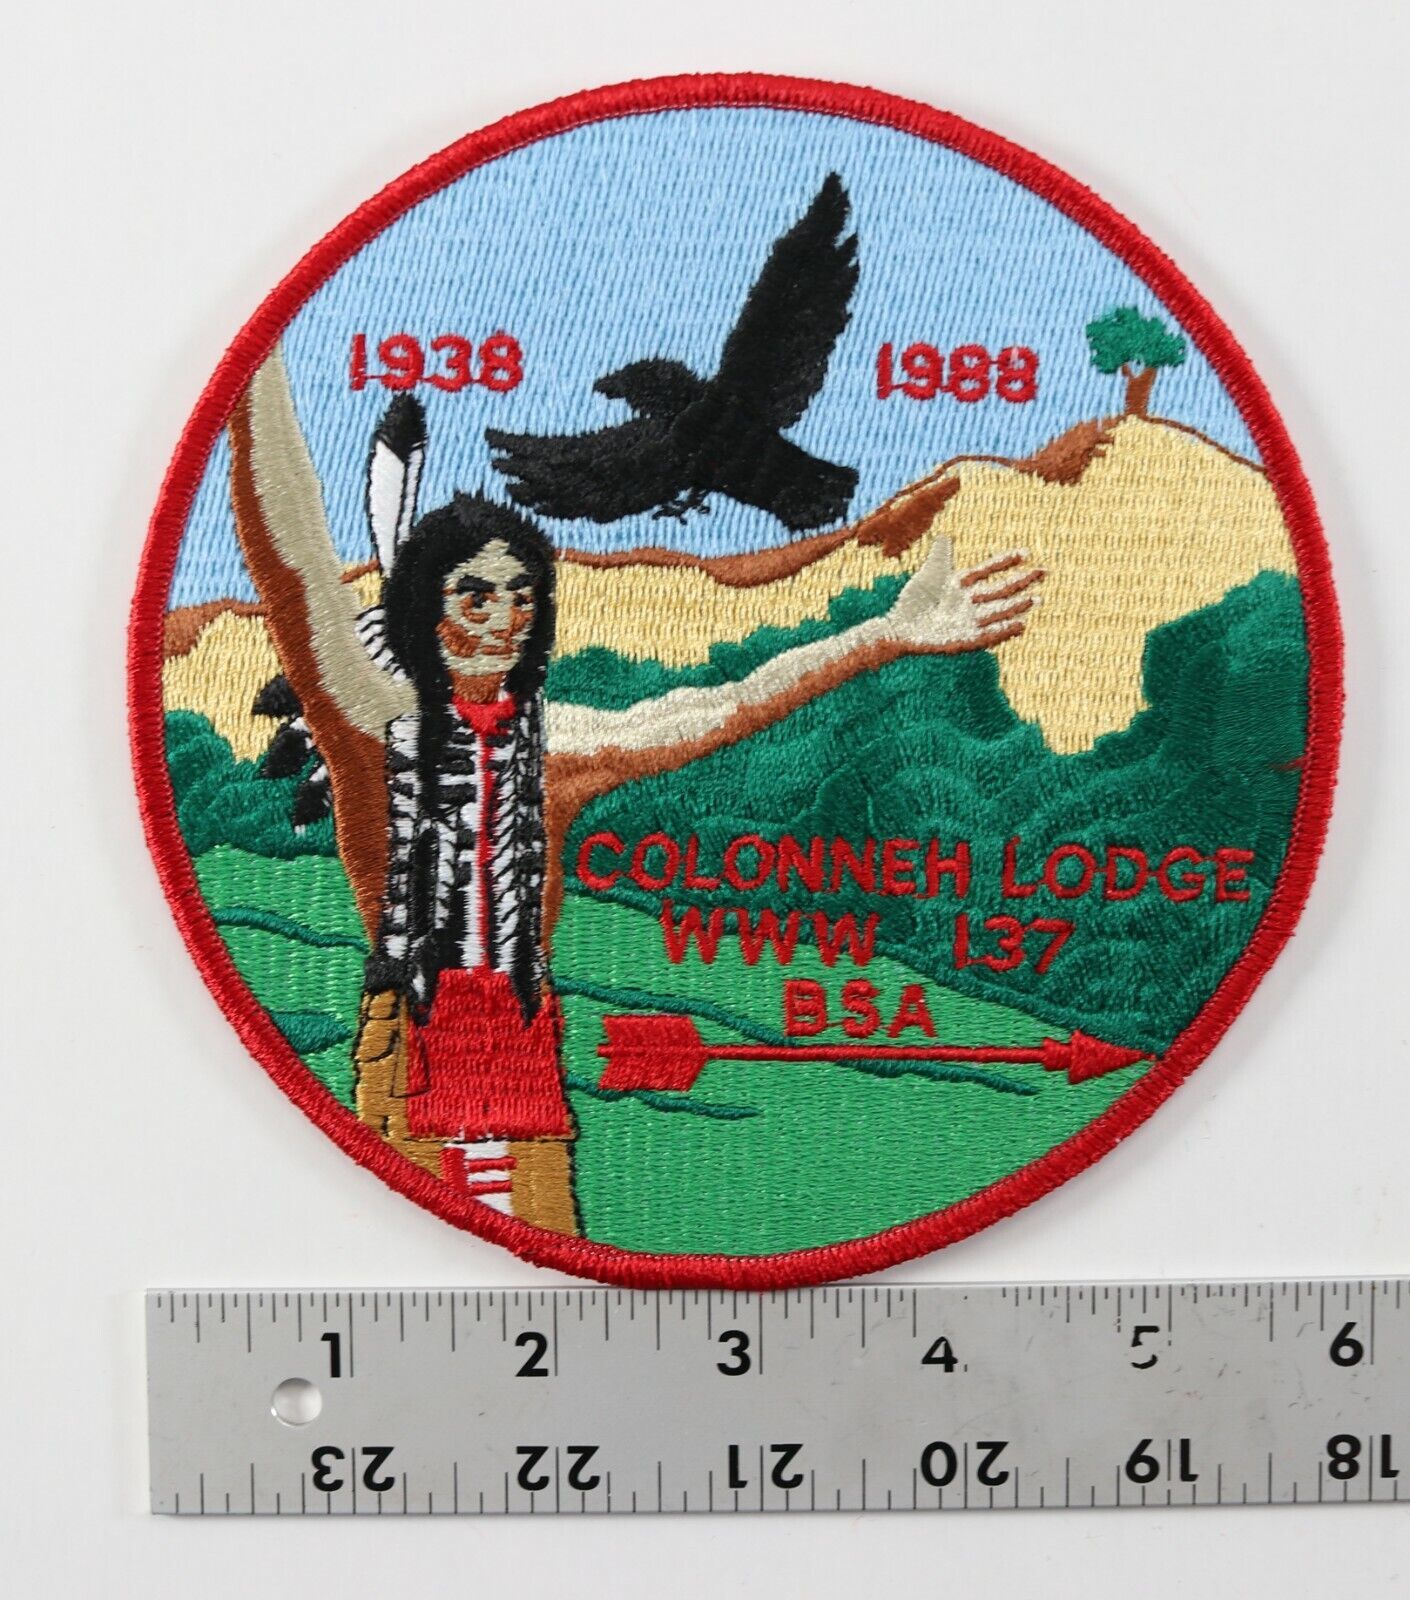 1938 1988
COLONNEH LODGE
WWW 137
BSA
1 2 3 4 5 6
23 22 21 20 19 18